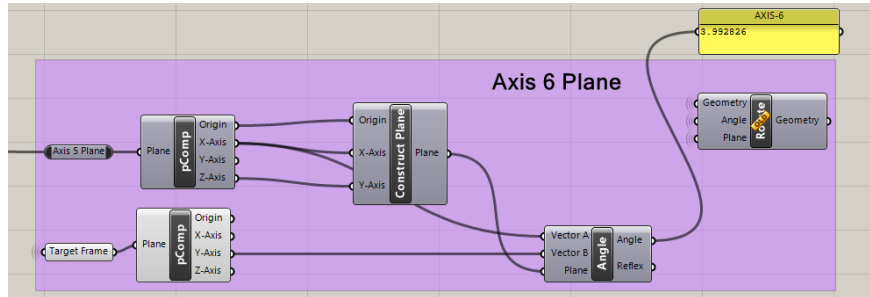 AXIS-6
3.992826
Axis 6 Plane
Geometry
Angle
Plane
Rotate
OLD
Geometry
Axis 5 Plane
Plane
pComp
Origin
X-Axis
Y-Axis
Z-Axis
Origin
X-Axis
Y-Axis
Construct Plane
Plane
Target Frame
Plane
pComp
Origin
X-Axis
Y-Axis
Z-Axis
Vector A
Vector B
Plane
Angle
Angle
Reflex